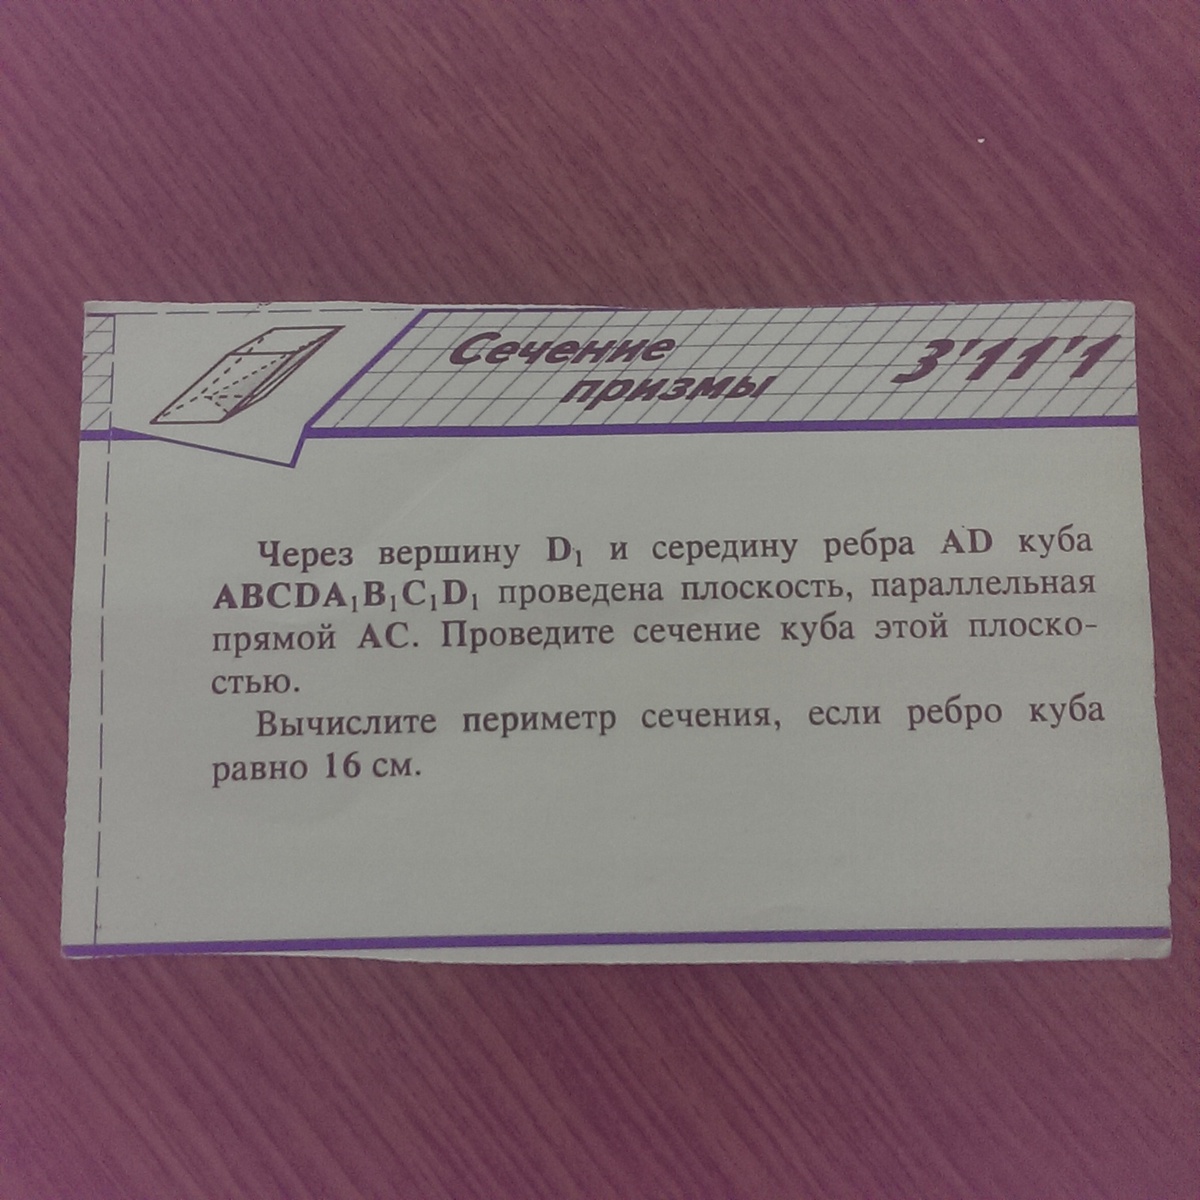 Сечение
призмы
3'11'1
Через вершину D₁ и середину ребра AD куба
ABCDA₁B₁C₁D₁ проведена плоскость, параллельная
прямой AC. Проведите сечение куба этой плоско-
стью.
Вычислите периметр сечения, если ребро куба
равно 16 см.